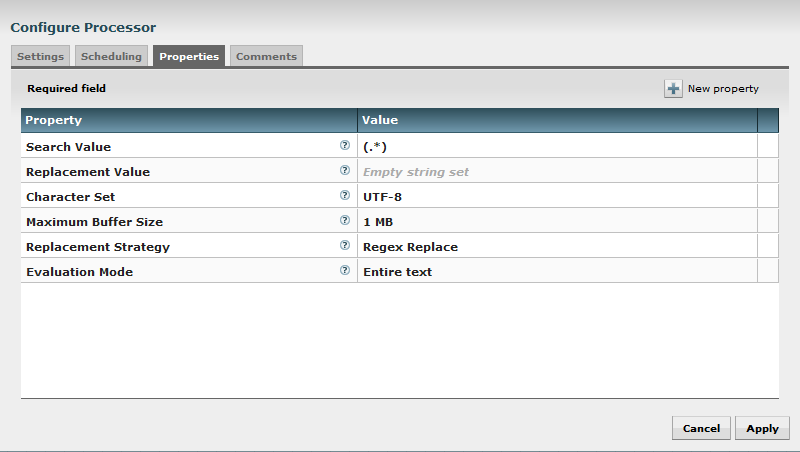 Configure Processor
Settings Scheduling Properties Comments
Required field New property
Property Value
Search Value ? (.*)
Replacement Value ? Empty string set
Character Set ? UTF-8
Maximum Buffer Size ? 1 MB
Replacement Strategy ? Regex Replace
Evaluation Mode ? Entire text
Cancel Apply